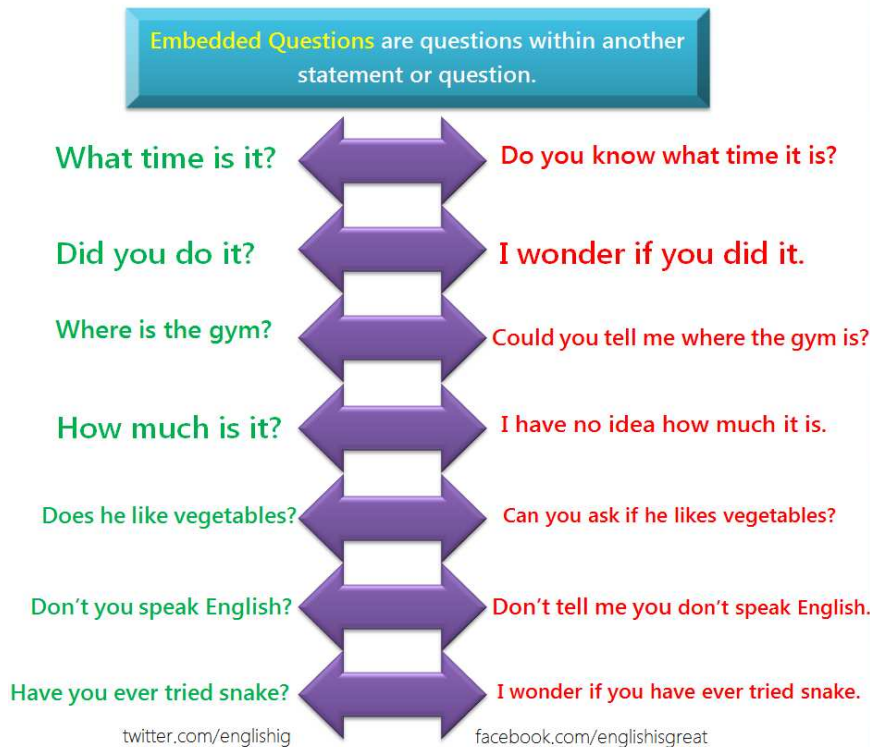 Embedded Questions are questions within another
statement or question.
What time is it?
Do you know what time it is?
Did you do it?
I wonder if you did it.
Where is the gym?
Could you tell me where the gym is?
How much is it?
I have no idea how much it is.
Does he like vegetables?
Can you ask if he likes vegetables?
Don't you speak English?
Don't tell me you don't speak English.
Have you ever tried snake?
I wonder if you have ever tried snake.
twitter.com/englishig
facebook.com/englishisgreat